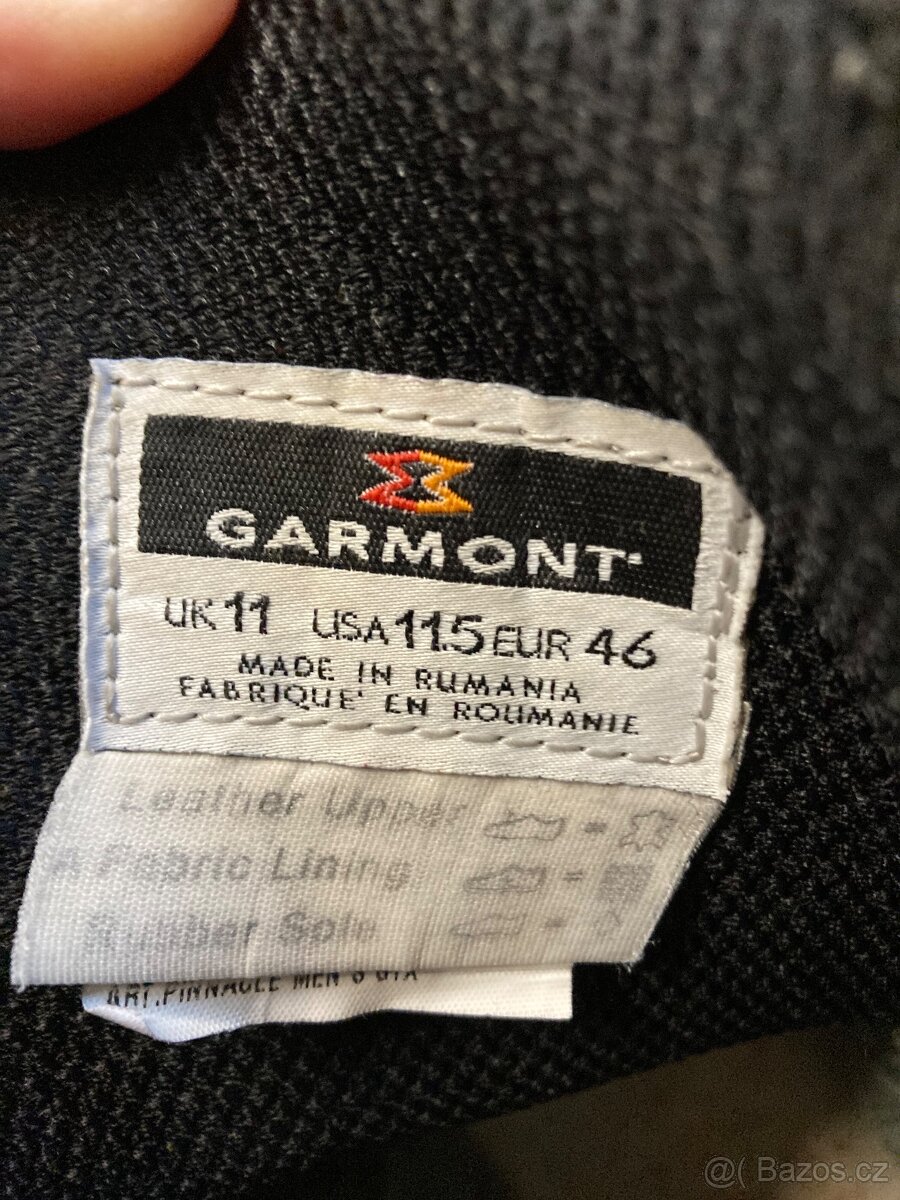 GARMONT
UK 11 USA 11.5 EUR 46
MADE IN RUMANIA
FABRIQUE' EN ROUMANIE
Leather Upper =
Fabric Lining =
Rubber Sole =
ART.PINNACLE MEN'S GTX
@( Bazos.cz